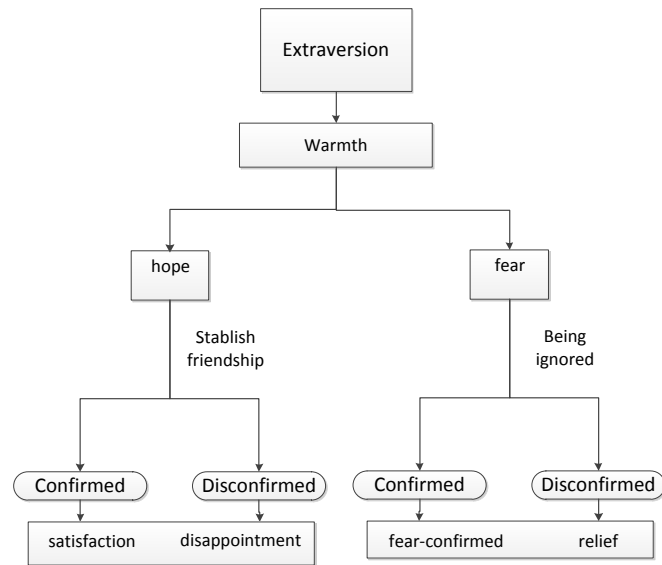 Extraversion
Warmth
hope
fear
Stablish
friendship
Being
ignored
Confirmed
Disconfirmed
Confirmed
Disconfirmed
satisfaction
disappointment
fear-confirmed
relief